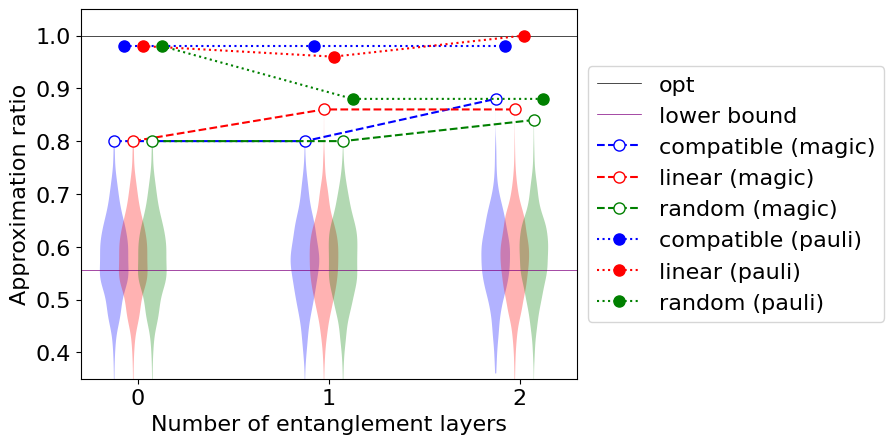 Approximation ratio
1.0
0.9
0.8
0.7
0.6
0.5
0.4
0
1
2
Number of entanglement layers
opt
lower bound
compatible (magic)
linear (magic)
random (magic)
compatible (pauli)
linear (pauli)
random (pauli)